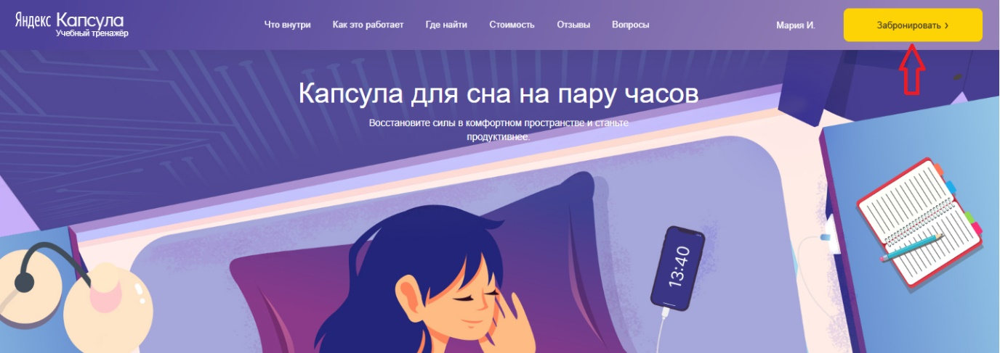 Яндекс Капсула
Учебный тренажёр
Что внутри Как это работает Где найти Стоимость Отзывы Вопросы Мария И. Забронировать ›
Капсула для сна на пару часов
Восстановите силы в комфортном пространстве и станьте
продуктивнее.
13:40